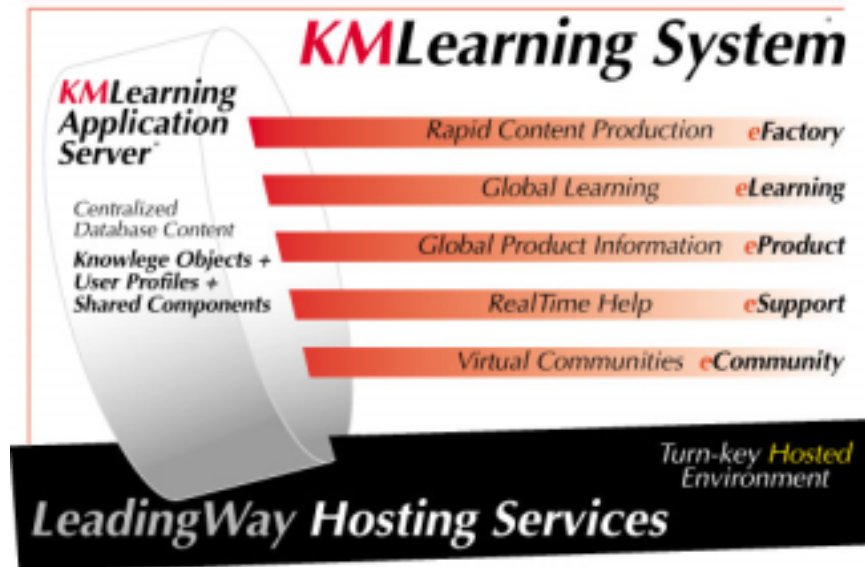 KMLearning System
KMLearning
Application
Server
Centralized
Database Content
Knowlege Objects +
User Profiles +
Shared Components
Rapid Content Production eFactory
Global Learning eLearning
Global Product Information eProduct
RealTime Help eSupport
Virtual Communities eCommunity
Turn-key Hosted
Environment
LeadingWay Hosting Services